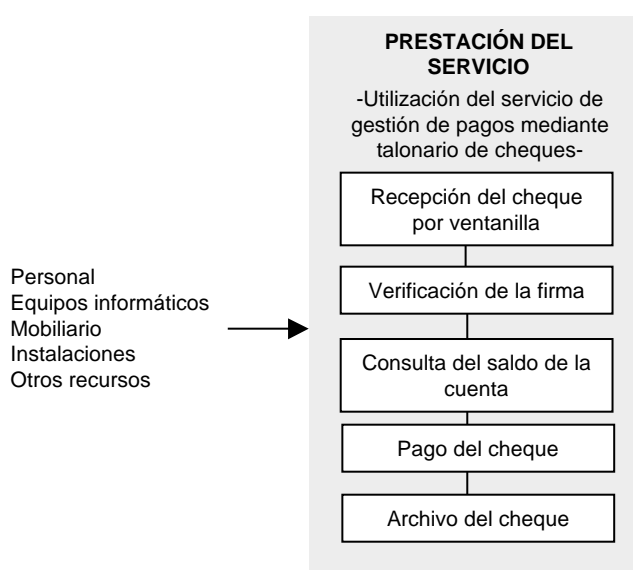 PRESTACIÓN DEL
SERVICIO
-Utilización del servicio de
gestión de pagos mediante
talonario de cheques-
Recepción del cheque
por ventanilla
Verificación de la firma
Consulta del saldo de la
cuenta
Pago del cheque
Archivo del cheque
Personal
Equipos informáticos
Mobiliario
Instalaciones
Otros recursos